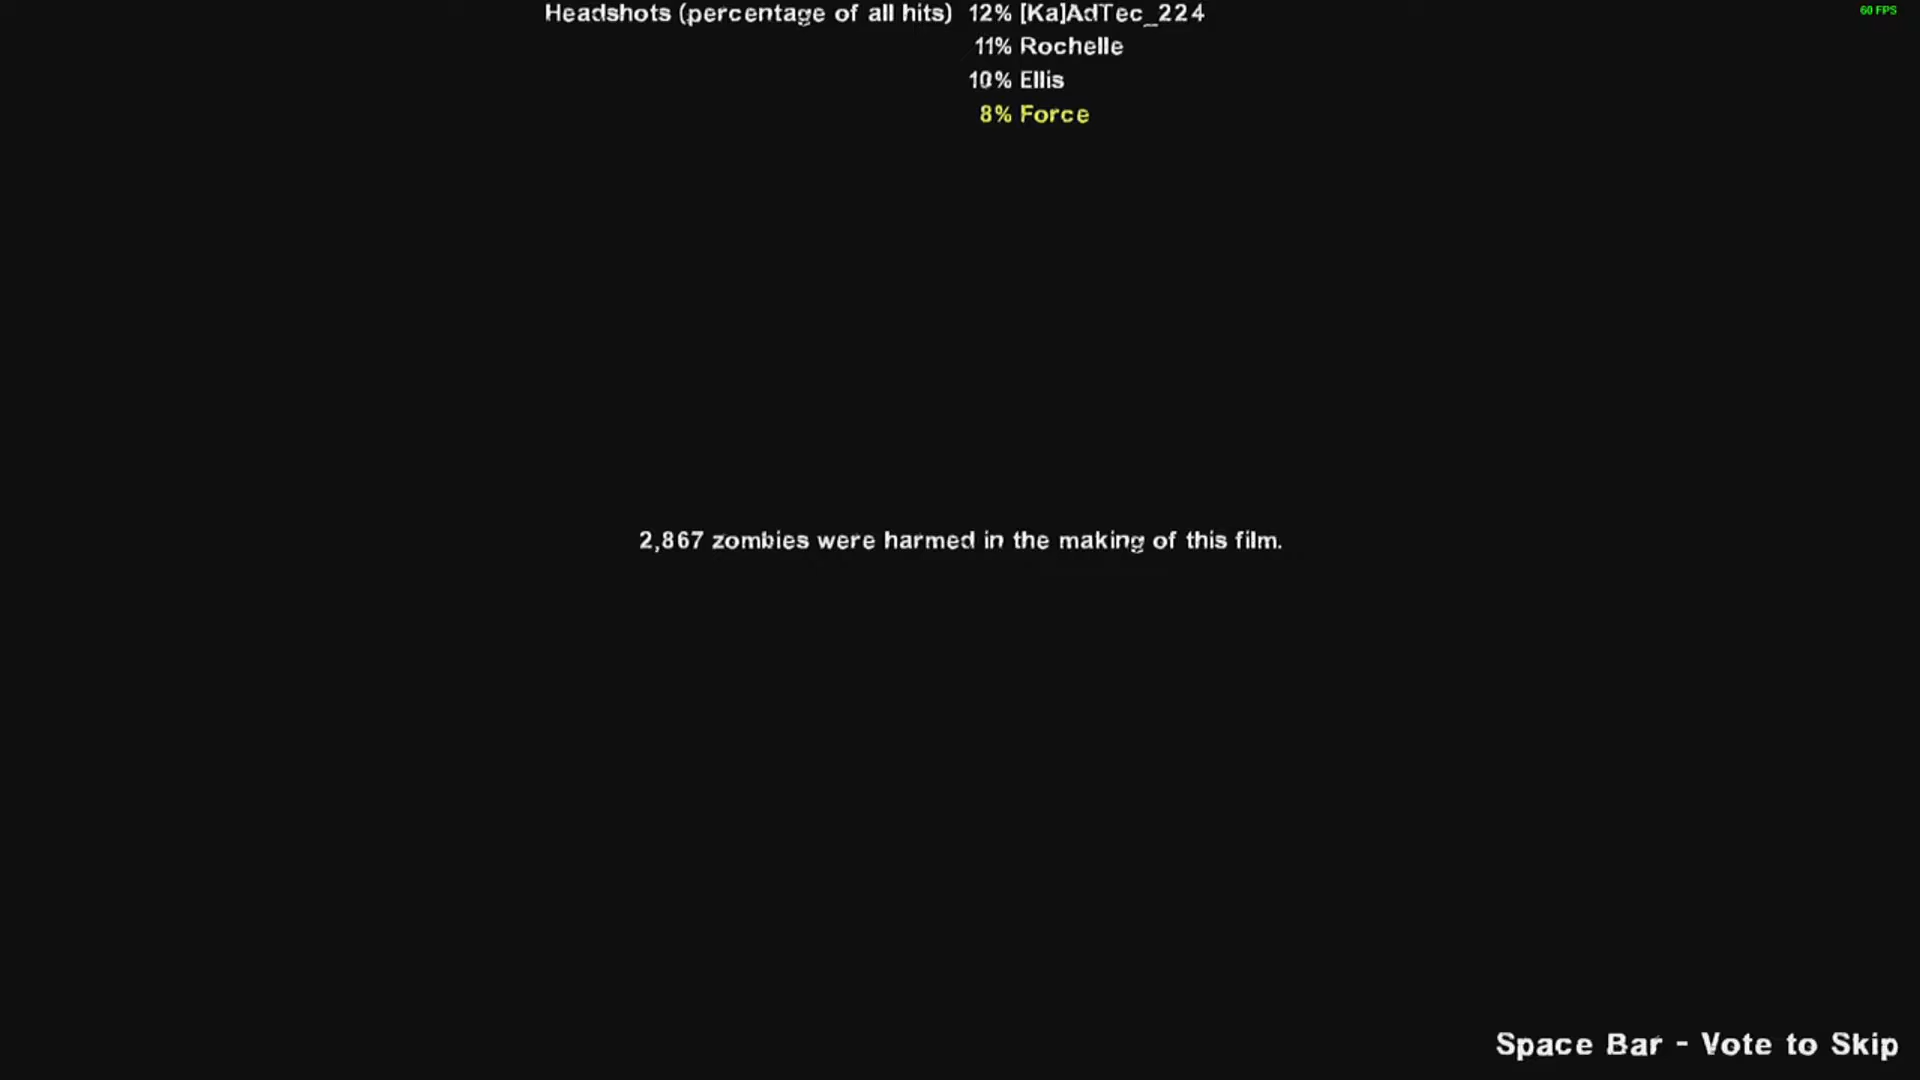 Headshots (percentage of all hits) 12% [Ka]AdTec_224
11% Rochelle
10% Ellis
8% Force
60 FPS
2,867 zombies were harmed in the making of this film.
Space Bar - Vote to Skip